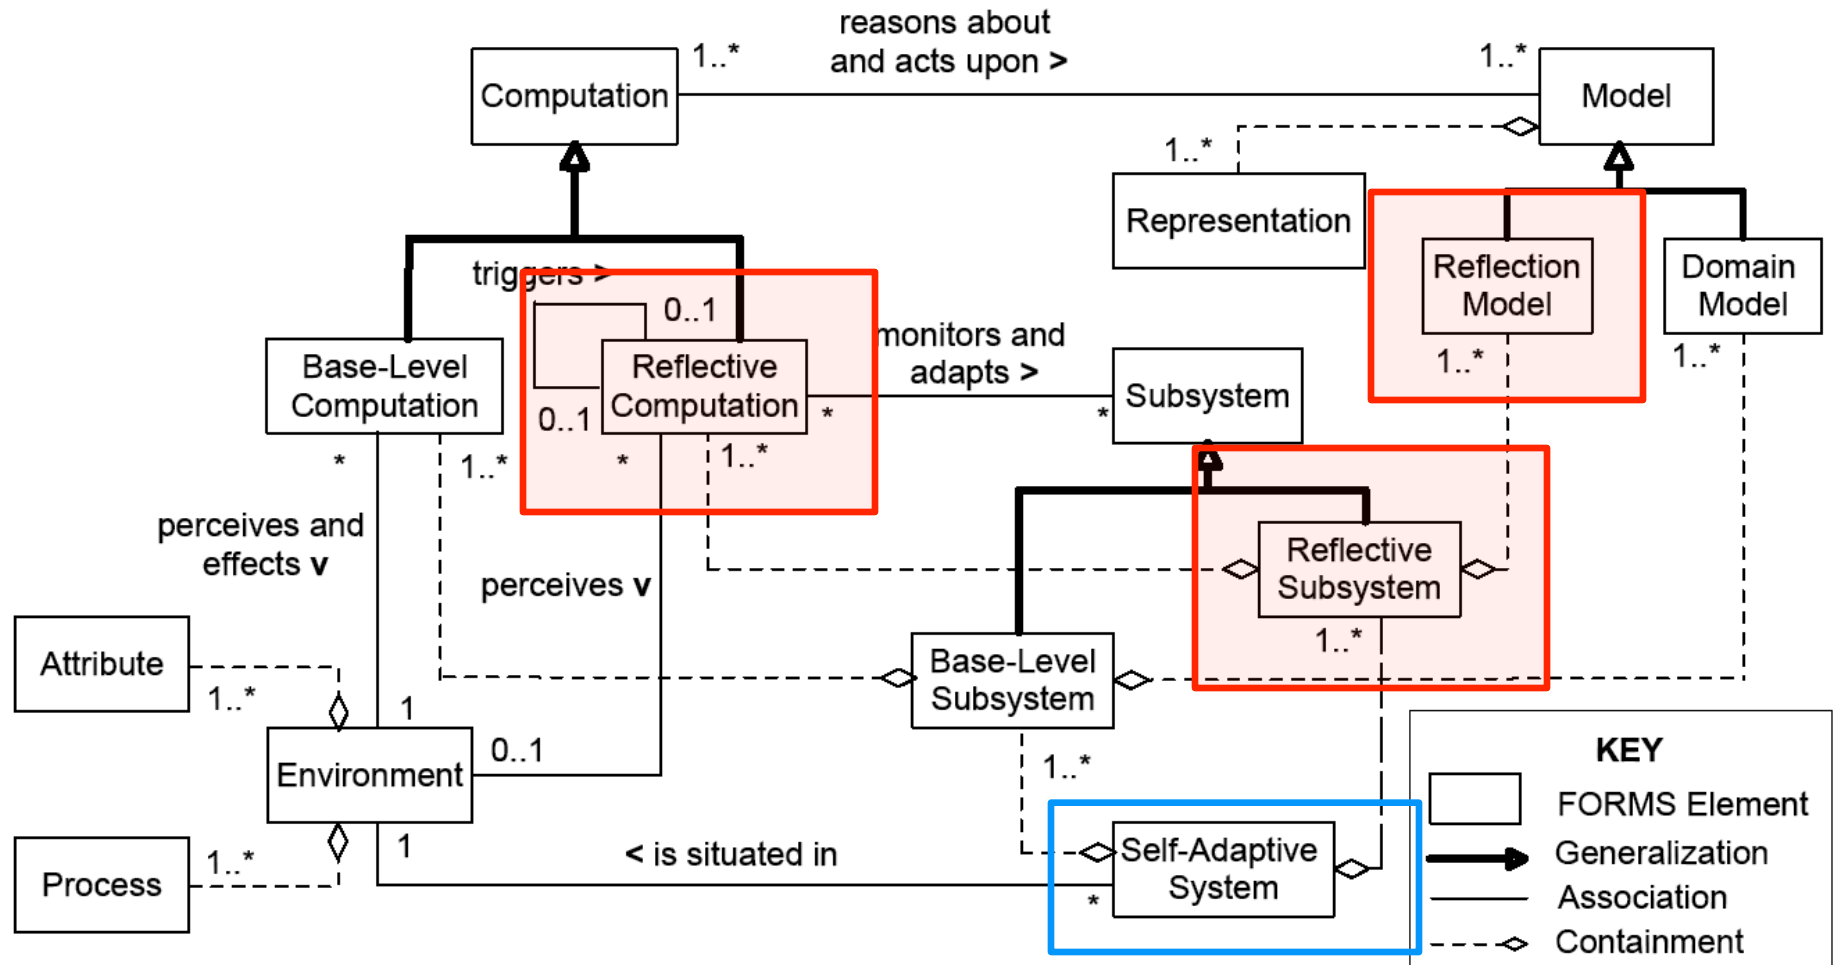 reasons about
and acts upon >
1..*
1..*
Computation
Model
1..*
Representation
triggers >
0..1
Reflection
Model
Domain
Model
monitors and
adapts >
Base-Level
Computation
Reflective
Computation
Subsystem
1..*
1..*
0..1
*
*
*
1..*
*
1..*
perceives and
effects v
perceives v
Reflective
Subsystem
1..*
Attribute
1..*
Base-Level
Subsystem
1
0..1
Environment
1..*
1
1..*
Process
< is situated in
*
Self-Adaptive
System
KEY
FORMS Element
Generalization
Association
Containment